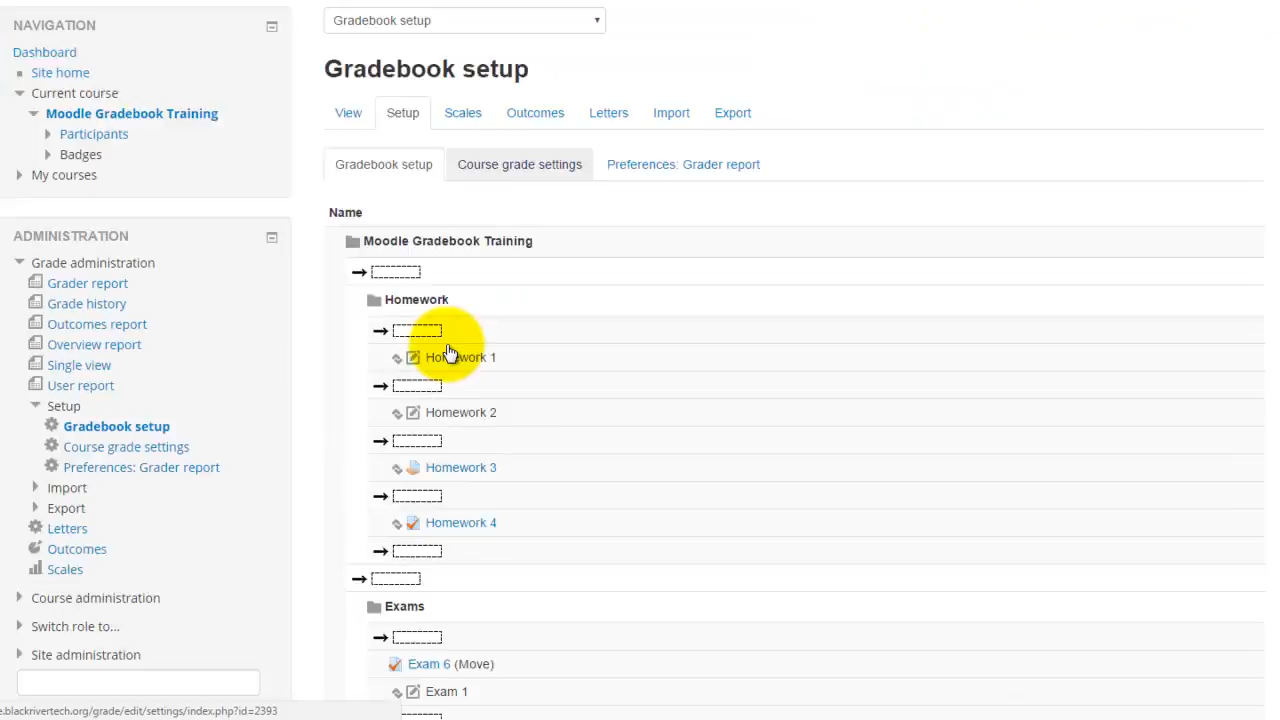 NAVIGATION
Dashboard
Site home
Current course
Moodle Gradebook Training
Participants
Badges
My courses
ADMINISTRATION
Grade administration
Grader report
Grade history
Outcomes report
Overview report
Single view
User report
Setup
Gradebook setup
Course grade settings
Preferences: Grader report
Import
Export
Letters
Outcomes
Scales
Course administration
Switch role to...
Site administration
e.blackrivertech.org/grade/edit/settings/index.php?id=2393
Gradebook setup
Gradebook setup
View Setup Scales Outcomes Letters Import Export
Gradebook setup Course grade settings Preferences: Grader report
Name
Moodle Gradebook Training
Homework
Homework 1
Homework 2
Homework 3
Homework 4
Exams
Exam 6 (Move)
Exam 1